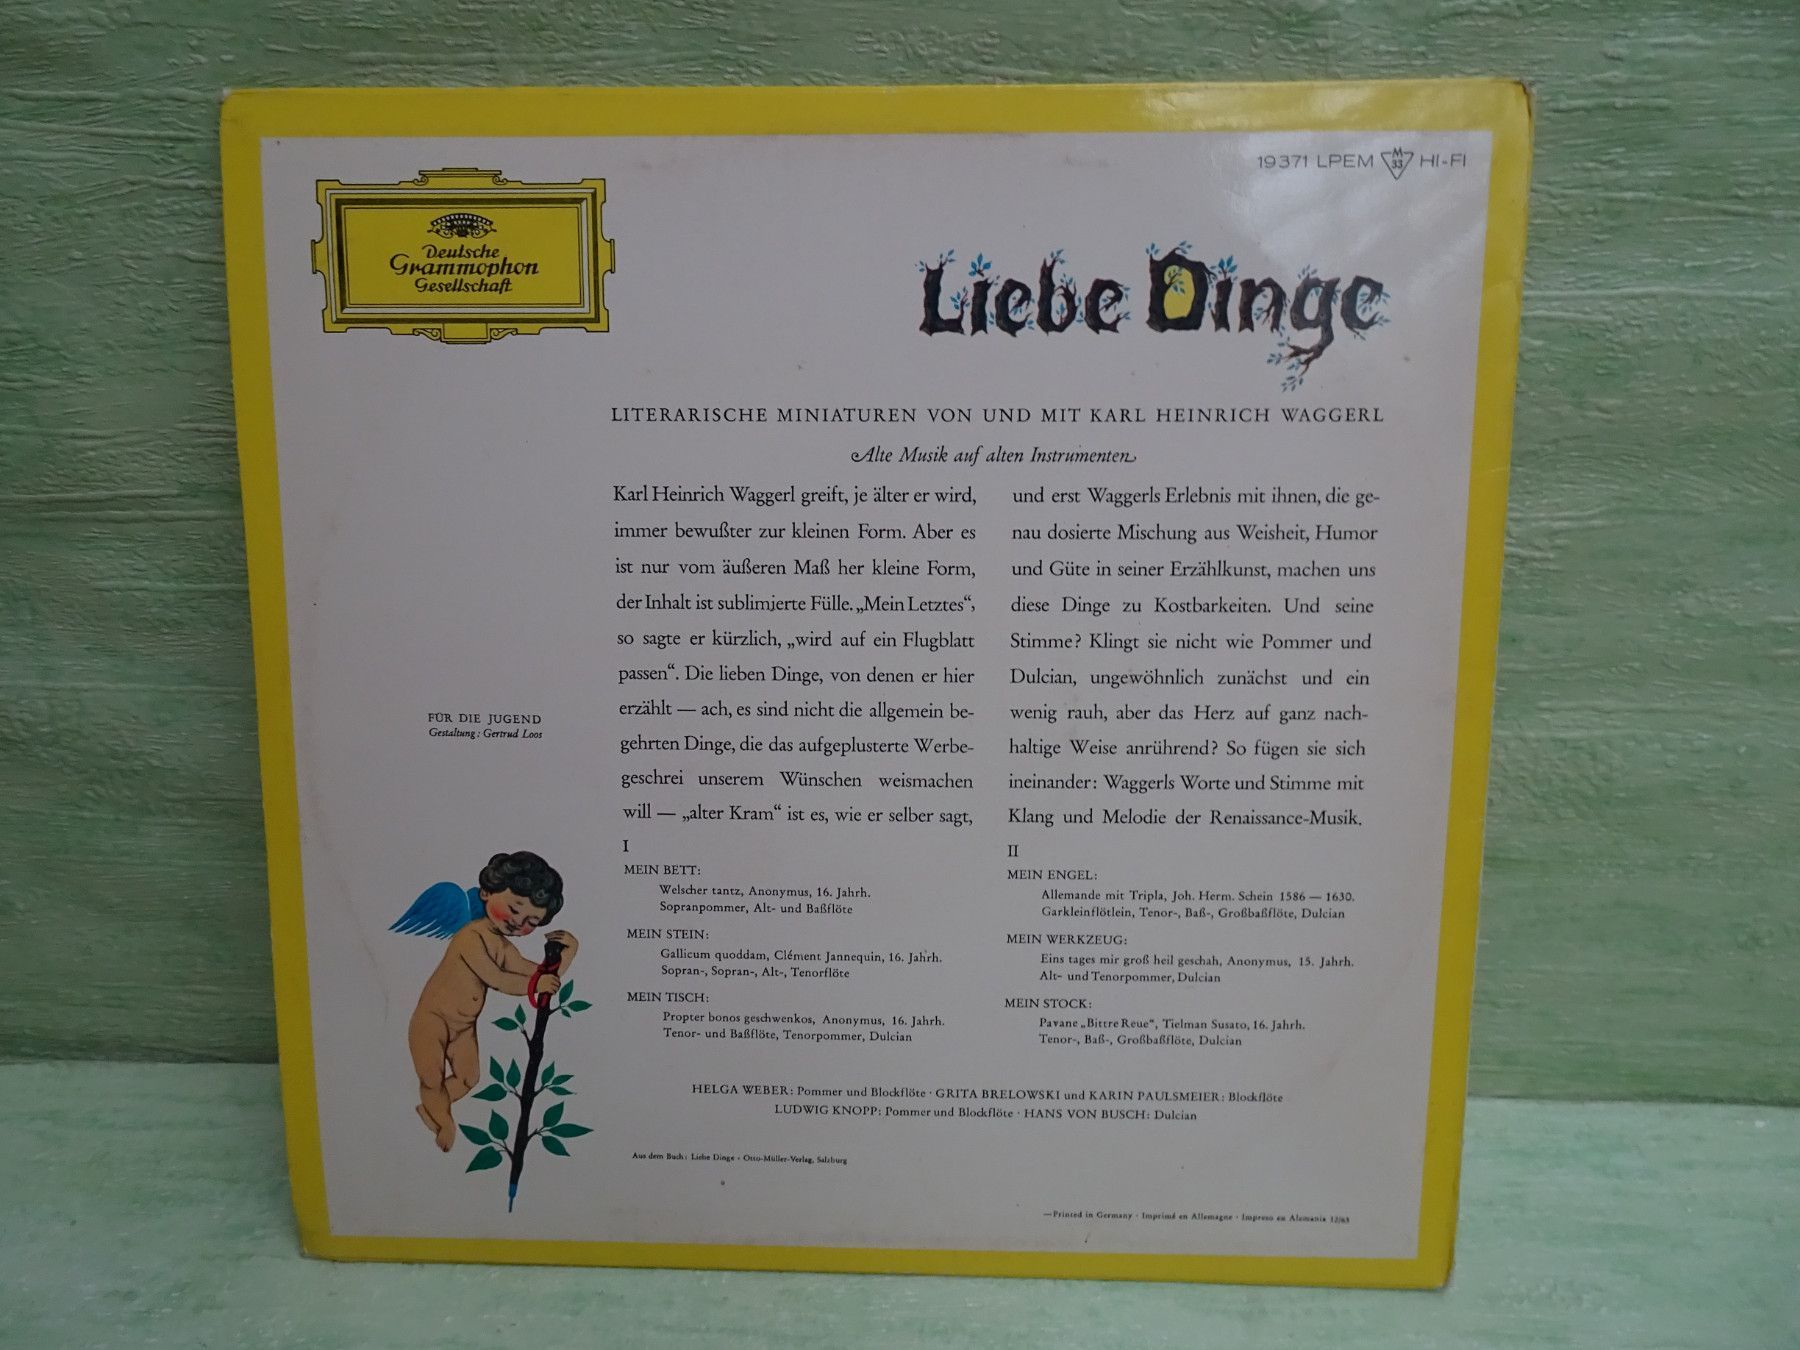 19371 LPEM M 33 HI-FI
Deutsche
Grammophon
Gesellschaft
Liebe Dinge
LITERARISCHE MINIATUREN VON UND MIT KARL HEINRICH WAGGERL
Alte Musik auf alten Instrumenten
Karl Heinrich Waggerl greift, je älter er wird,
immer bewußter zur kleinen Form. Aber es
ist nur vom äußeren Maß her kleine Form,
der Inhalt ist sublimierte Fülle. „Mein Letztes“,
so sagte er kürzlich, „wird auf ein Flugblatt
passen“. Die lieben Dinge, von denen er hier
erzählt — ach, es sind nicht die allgemein be-
gehrten Dinge, die das aufgeplusterte Werbe-
geschrei unserem Wünschen weismachen
will — „alter Kram“ ist es, wie er selber sagt,
und erst Waggerls Erlebnis mit ihnen, die ge-
nau dosierte Mischung aus Weisheit, Humor
und Güte in seiner Erzählkunst, machen uns
diese Dinge zu Kostbarkeiten. Und seine
Stimme? Klingt sie nicht wie Pommer und
Dulcian, ungewöhnlich zunächst und ein
wenig rauh, aber das Herz auf ganz nach-
haltige Weise anrührend? So fügen sie sich
ineinander: Waggerls Worte und Stimme mit
Klang und Melodie der Renaissance-Musik.
FÜR DIE JUGEND
Gestaltung: Gertrud Loos
I
MEIN BETT:
Welscher tantz, Anonymus, 16. Jahrh.
Sopranpommer, Alt- und Baßflöte
MEIN STEIN:
Gallicum quoddam, Clément Jannequin, 16. Jahrh.
Sopran-, Sopran-, Alt-, Tenorflöte
MEIN TISCH:
Propter bonos geschwenkos, Anonymus, 16. Jahrh.
Tenor- und Baßflöte, Tenorpommer, Dulcian
II
MEIN ENGEL:
Allemande mit Tripla, Joh. Herm. Schein 1586 — 1630.
Garkleinflötlein, Tenor-, Baß-, Großbaßflöte, Dulcian
MEIN WERKZEUG:
Eins tages mir groß heil geschah, Anonymus, 15. Jahrh.
Alt- und Tenorpommer, Dulcian
MEIN STOCK:
Pavane „Bittre Reue“, Tielman Susato, 16. Jahrh.
Tenor-, Baß-, Großbaßflöte, Dulcian
HELGA WEBER: Pommer und Blockflöte · GRITA BRELOWSKI und KARIN PAULSMEIER: Blockflöte
LUDWIG KNOPP: Pommer und Blockflöte · HANS VON BUSCH: Dulcian
Aus dem Buch: Liebe Dinge · Otto-Müller-Verlag, Salzburg
—Printed in Germany · Imprimé en Allemagne · Impreso en Alemania 12/63